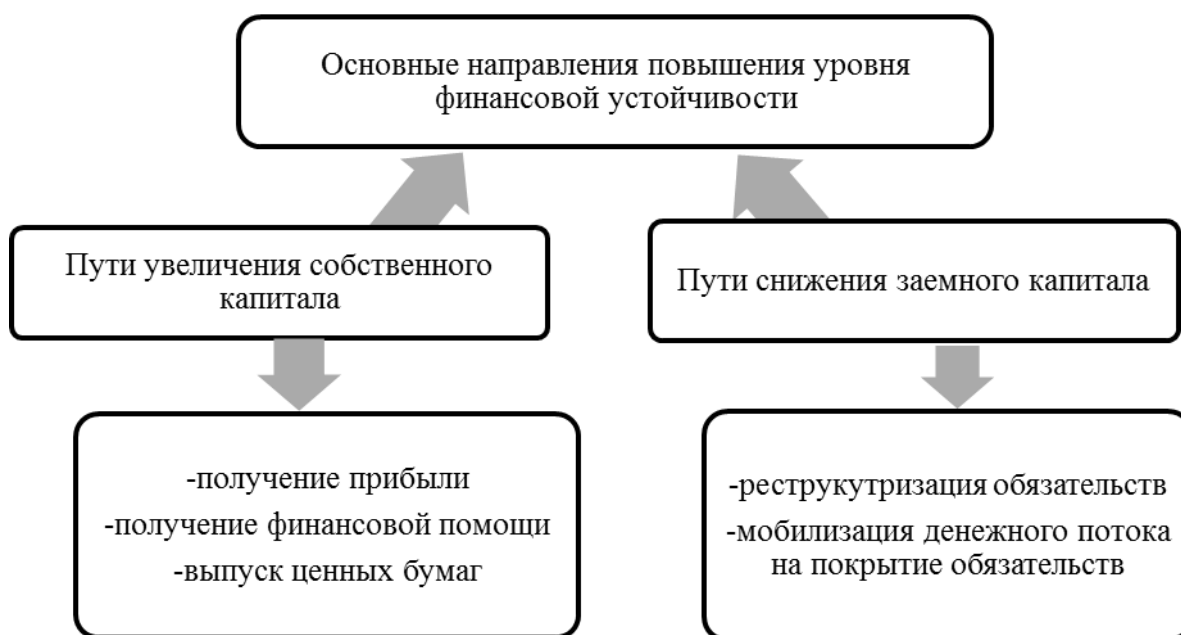 Основные направления повышения уровня
финансовой устойчивости
Пути увеличения собственного
капитала
Пути снижения заемного капитала
-получение прибыли
-получение финансовой помощи
-выпуск ценных бумаг
-реструкутризация обязательств
-мобилизация денежного потока
на покрытие обязательств